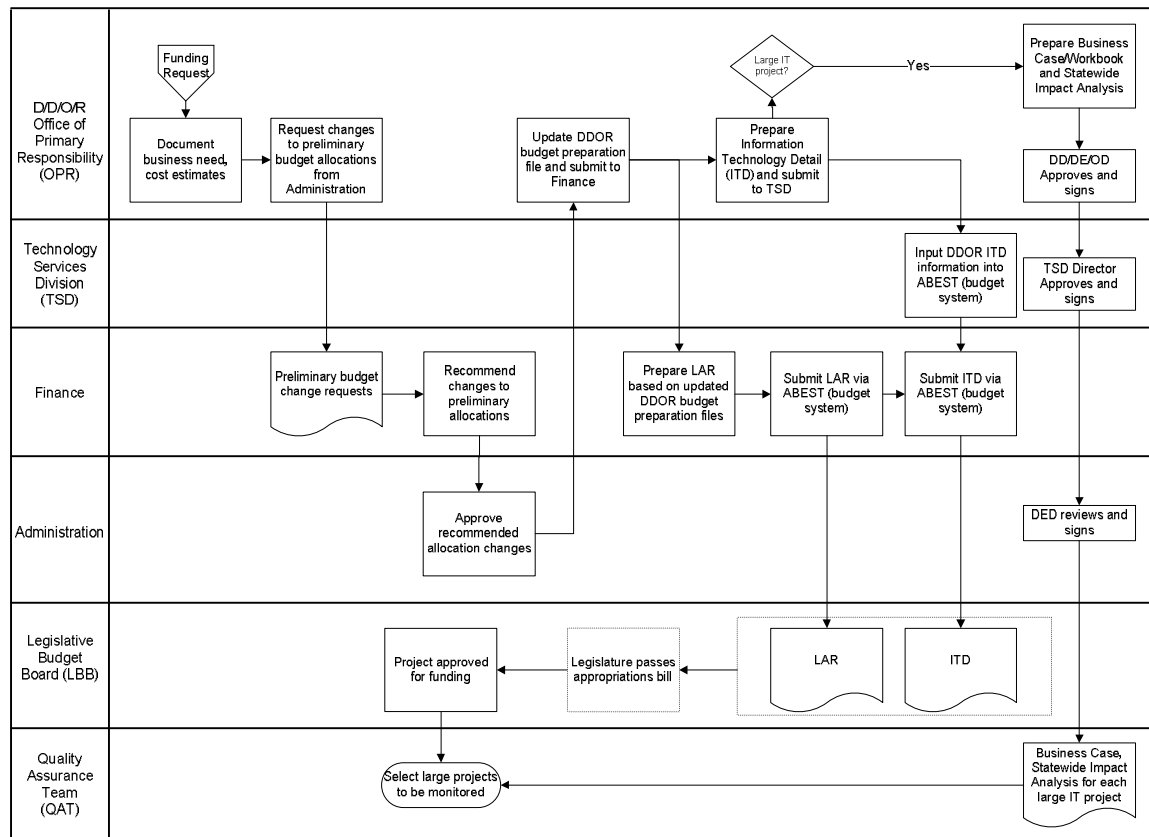 D/D/O/R
Office of
Primary
Responsibility
(OPR)
Funding
Request
Document
business need,
cost estimates
Request changes
to preliminary
budget allocations
from
Administration
Update DDOR
budget preparation
file and submit to
Finance
Large IT
project?
Yes
Prepare
Information
Technology Detail
(ITD) and submit
to TSD
Prepare Business
Case/Workbook
and Statewide
Impact Analysis
DD/DE/OD
Approves and
signs
Technology
Services
Division
(TSD)
Input DDOR ITD
information into
ABEST (budget
system)
TSD Director
Approves and
signs
Finance
Preliminary budget
change requests
Recommend
changes to
preliminary
allocations
Prepare LAR
based on updated
DDOR budget
preparation files
Submit LAR via
ABEST (budget
system)
Submit ITD via
ABEST (budget
system)
Administration
Approve
recommended
allocation changes
DED reviews and
signs
Legislative
Budget
Board (LBB)
Project approved
for funding
Legislature passes
appropriations bill
LAR
ITD
Quality
Assurance
Team
(QAT)
Select large projects
to be monitored
Business Case,
Statewide Impact
Analysis for each
large IT project